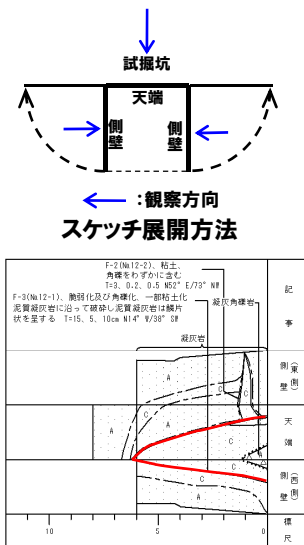 試掘坑
天端
側壁
側壁
：観察方向
スケッチ展開方法
F-2(№12-2)、粘土、
角礫をわずかに含む
T=3、0.2、0.5 N52°E/73°NW
F-3(№12-1)、脆弱化及び角礫化、一部粘土化
泥質凝灰岩に沿って破砕し泥質凝灰岩は鱗片
状を呈する T=15、5、10cm N14°W/38°SW
凝灰角礫岩
凝灰岩
記事
側壁(東側)
天端
側壁(西側)
標尺
A
C
C
A
C
C
C
C
A
10
5
0